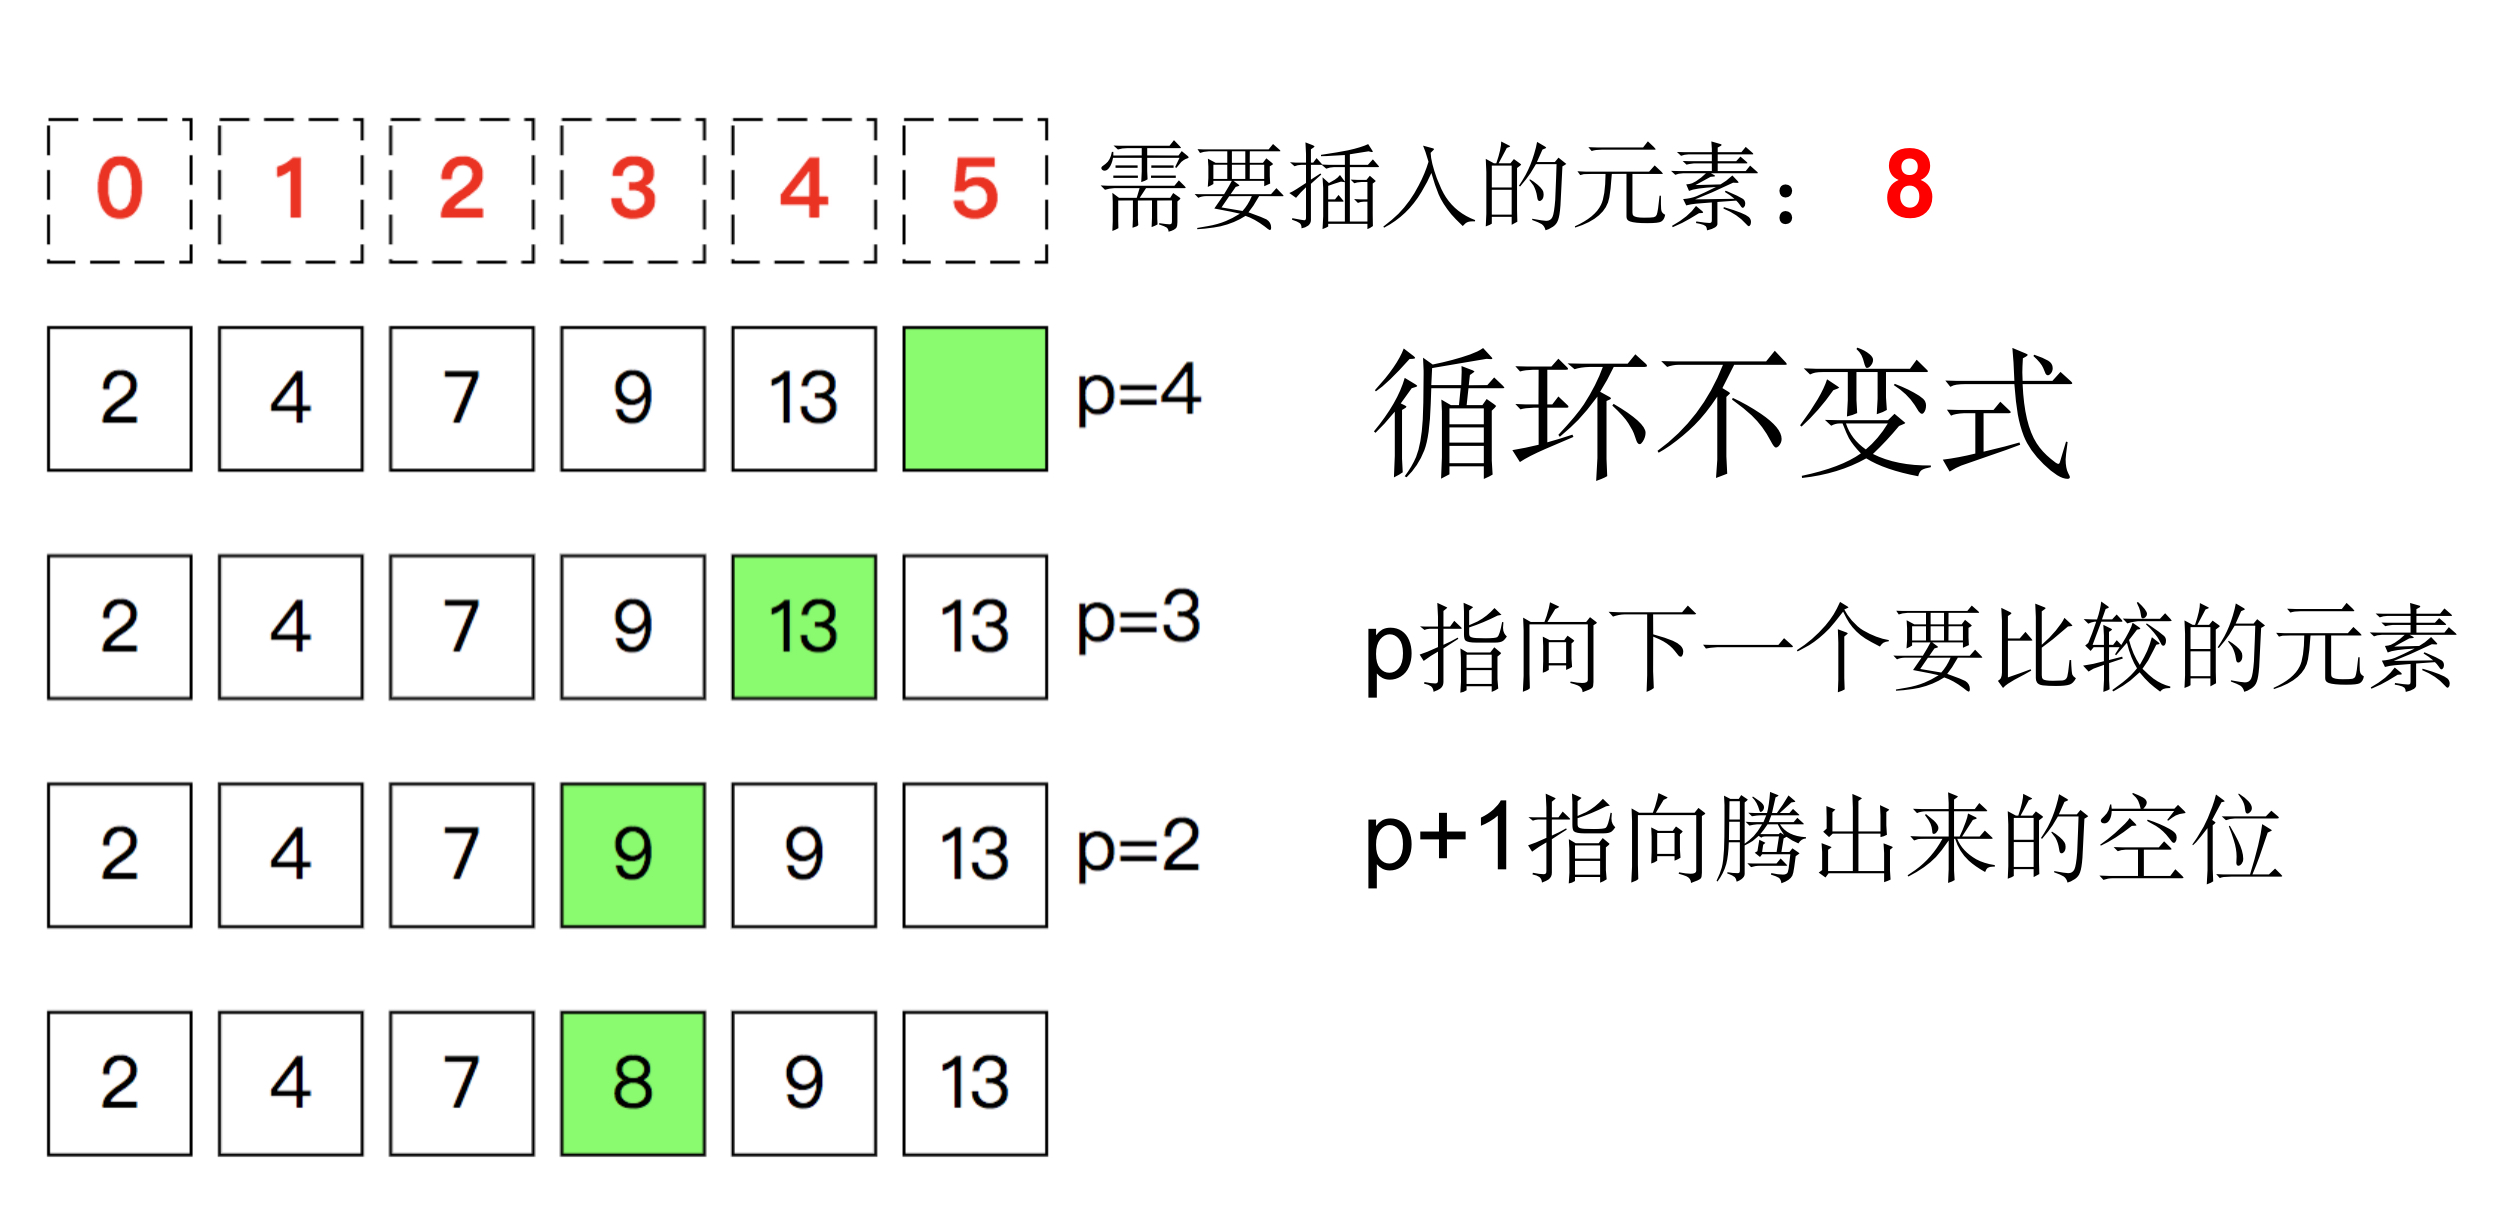 0 1 2 3 4 5 需要插入的元素：8
2 4 7 9 13 p=4
循环不变式
2 4 7 9 13 13 p=3
p指向下一个要比较的元素
2 4 7 9 9 13 p=2
p+1指向腾出来的空位
2 4 7 8 9 13